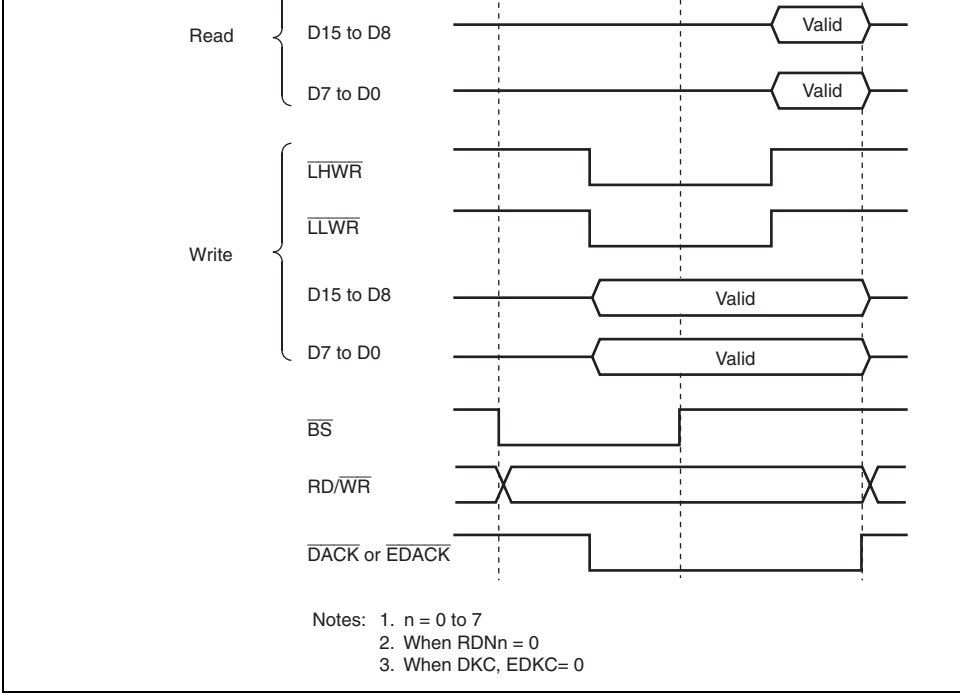 Read
D15 to D8
Valid
D7 to D0
Valid
Write
LHWR
LLWR
D15 to D8
Valid
D7 to D0
Valid
BS
RD/WR
DACK or EDACK
Notes: 1. n = 0 to 7
2. When RDNn = 0
3. When DKC, EDKC= 0